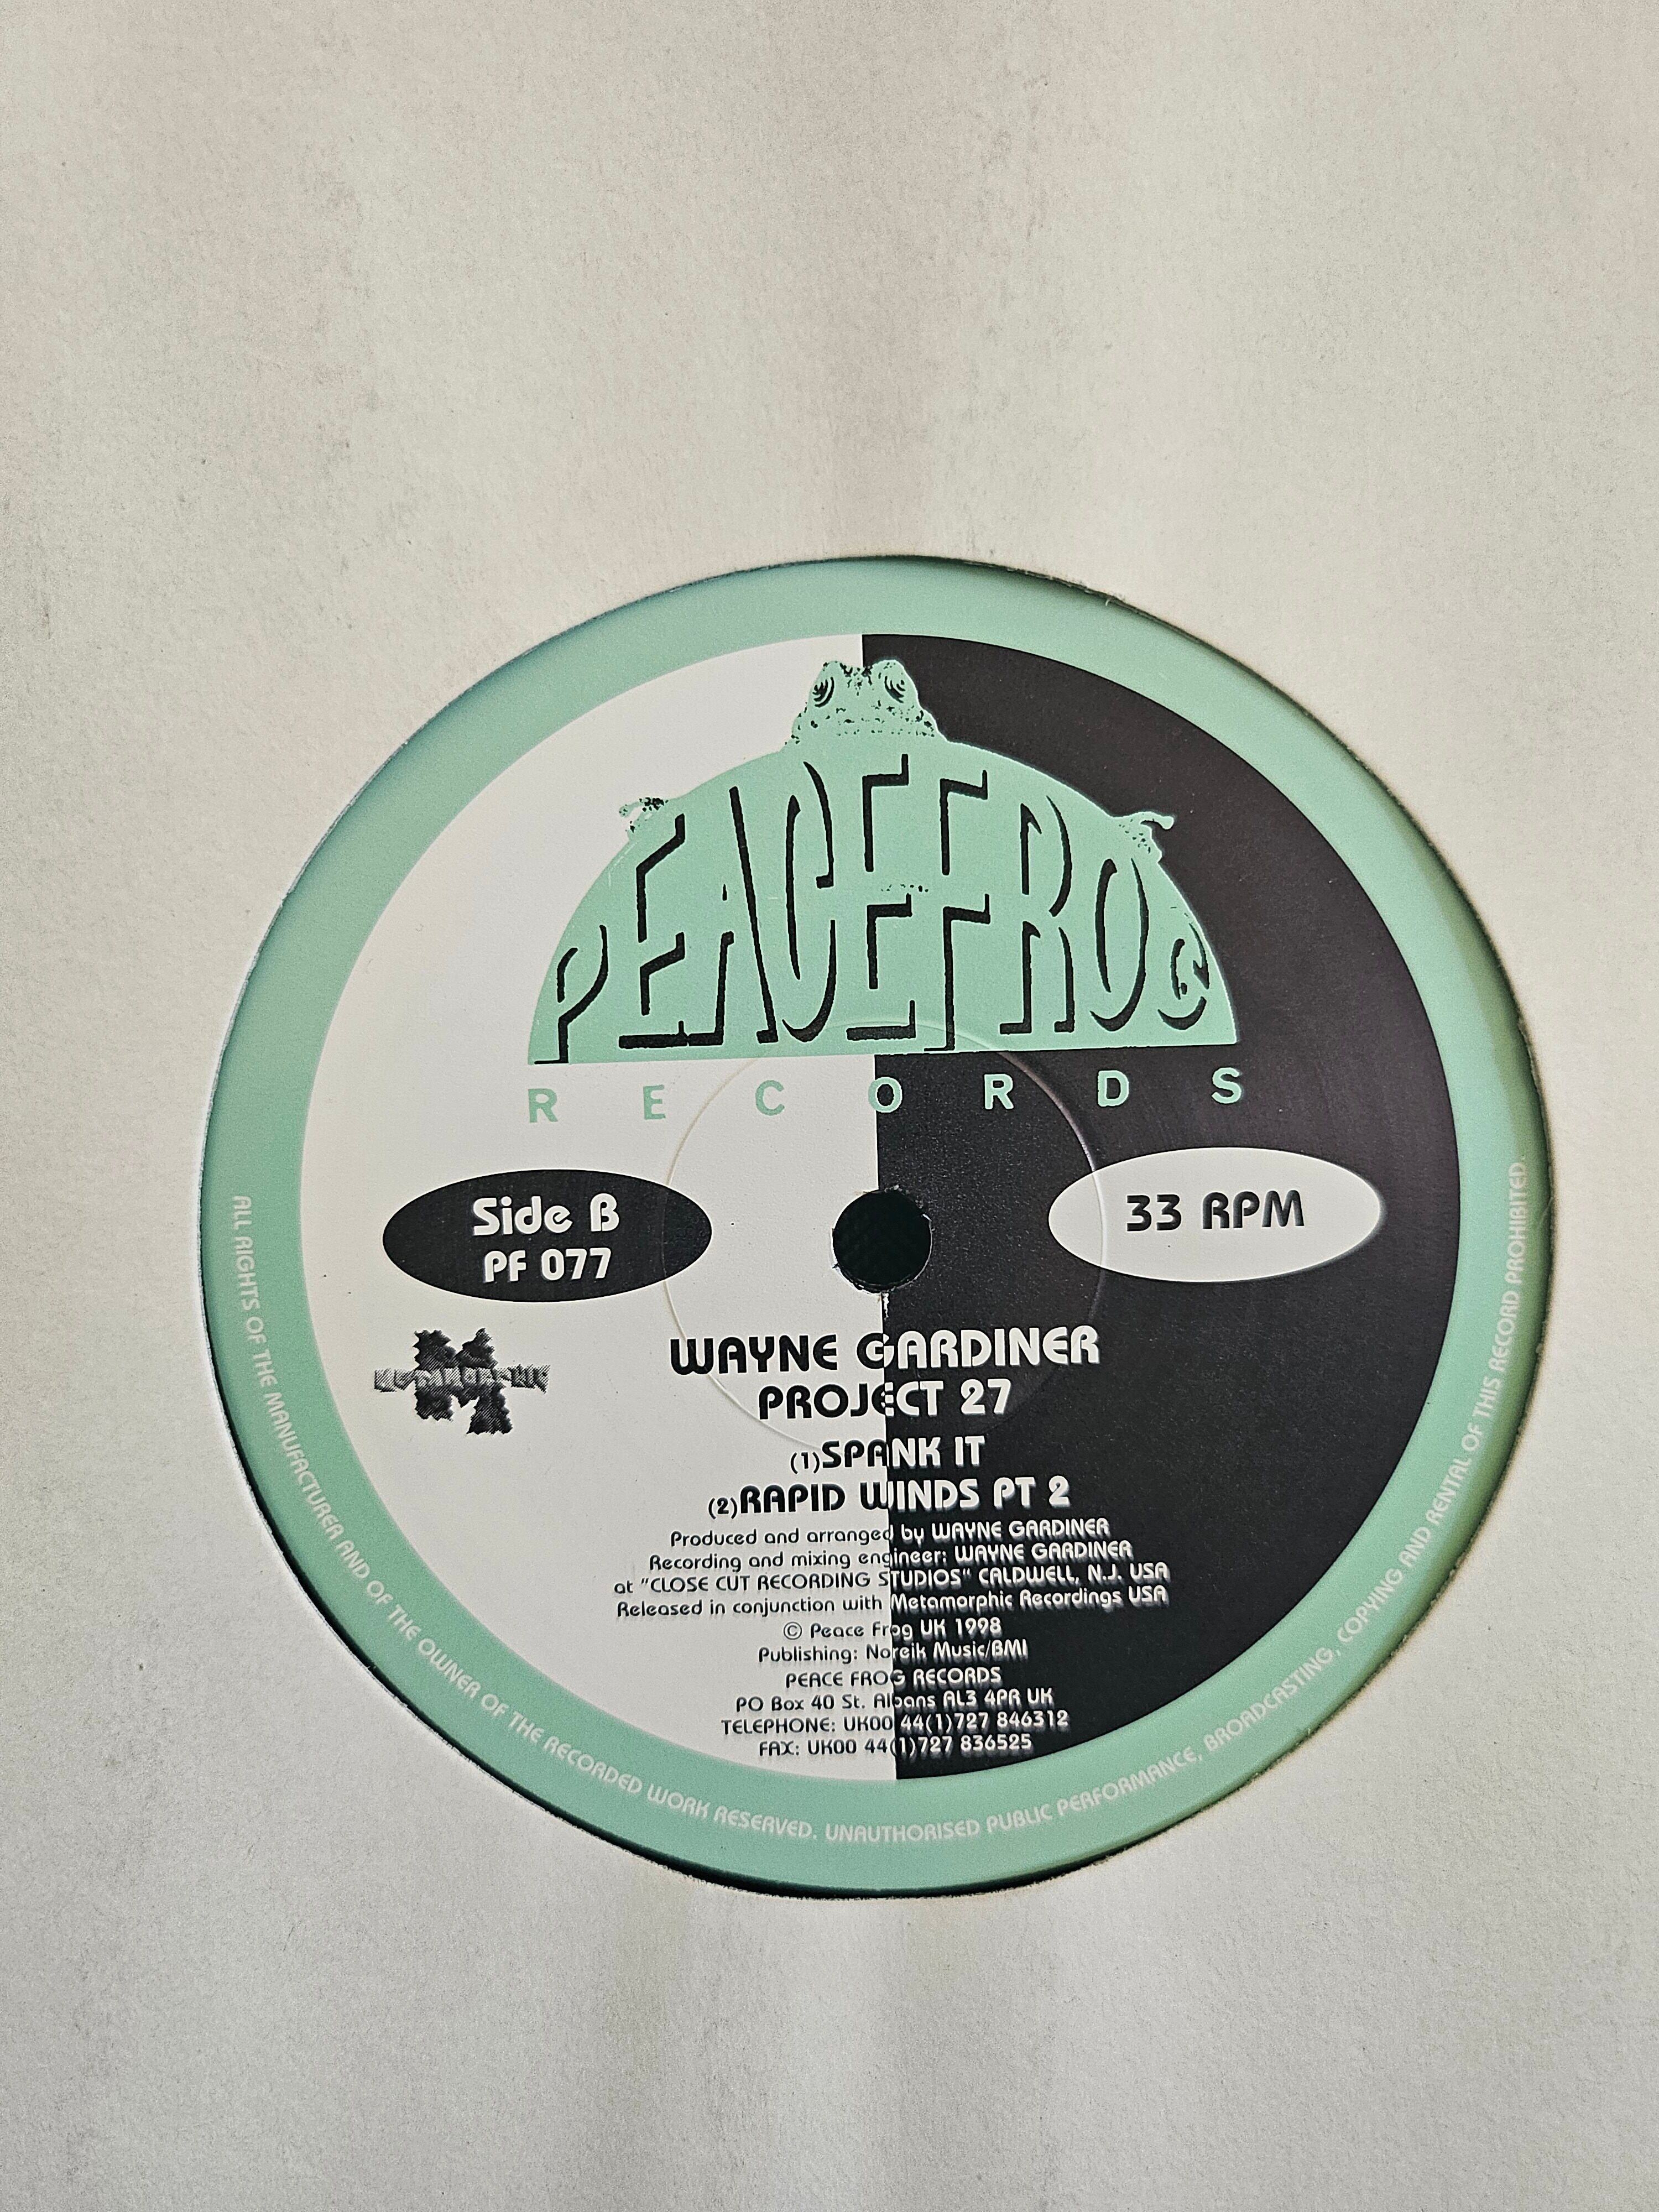 PEACEFROG
RECORDS
Side B
PF 077
33 RPM
METAMORPHIC
WAYNE GARDINER
PROJECT 27
(1)SPANK IT
(2)RAPID WINDS PT 2
Produced and arranged by WAYNE GARDINER
Recording and mixing engineer: WAYNE GARDINER
at "CLOSE CUT RECORDING STUDIOS" CALDWELL, N.J. USA
Released in conjunction with Metamorphic Recordings USA
© Peace Frog UK 1998
Publishing: Noreik Music/BMI
PEACE FROG RECORDS
PO Box 40 St. Albans AL3 4PR UK
TELEPHONE: UK00 44(1)727 846312
FAX: UK00 44(1)727 836525
ALL RIGHTS OF THE MANUFACTURER AND OF THE OWNER OF THE RECORDED WORK RESERVED. UNAUTHORISED PUBLIC PERFORMANCE, BROADCASTING, COPYING AND RENTAL OF THIS RECORD PROHIBITED.